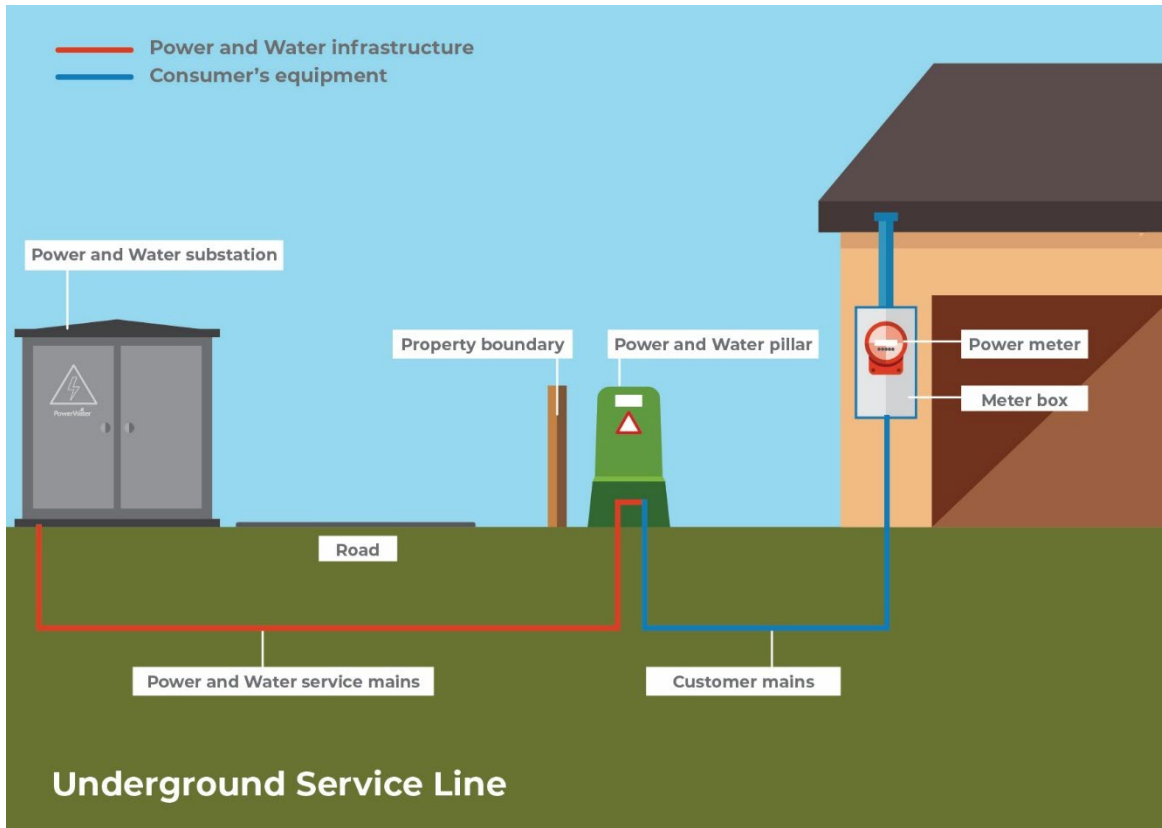 Power and Water infrastructure
Consumer's equipment
Power and Water substation
Property boundary
Power and Water pillar
Power meter
Meter box
PowerWater
Road
Power and Water service mains
Customer mains
Underground Service Line